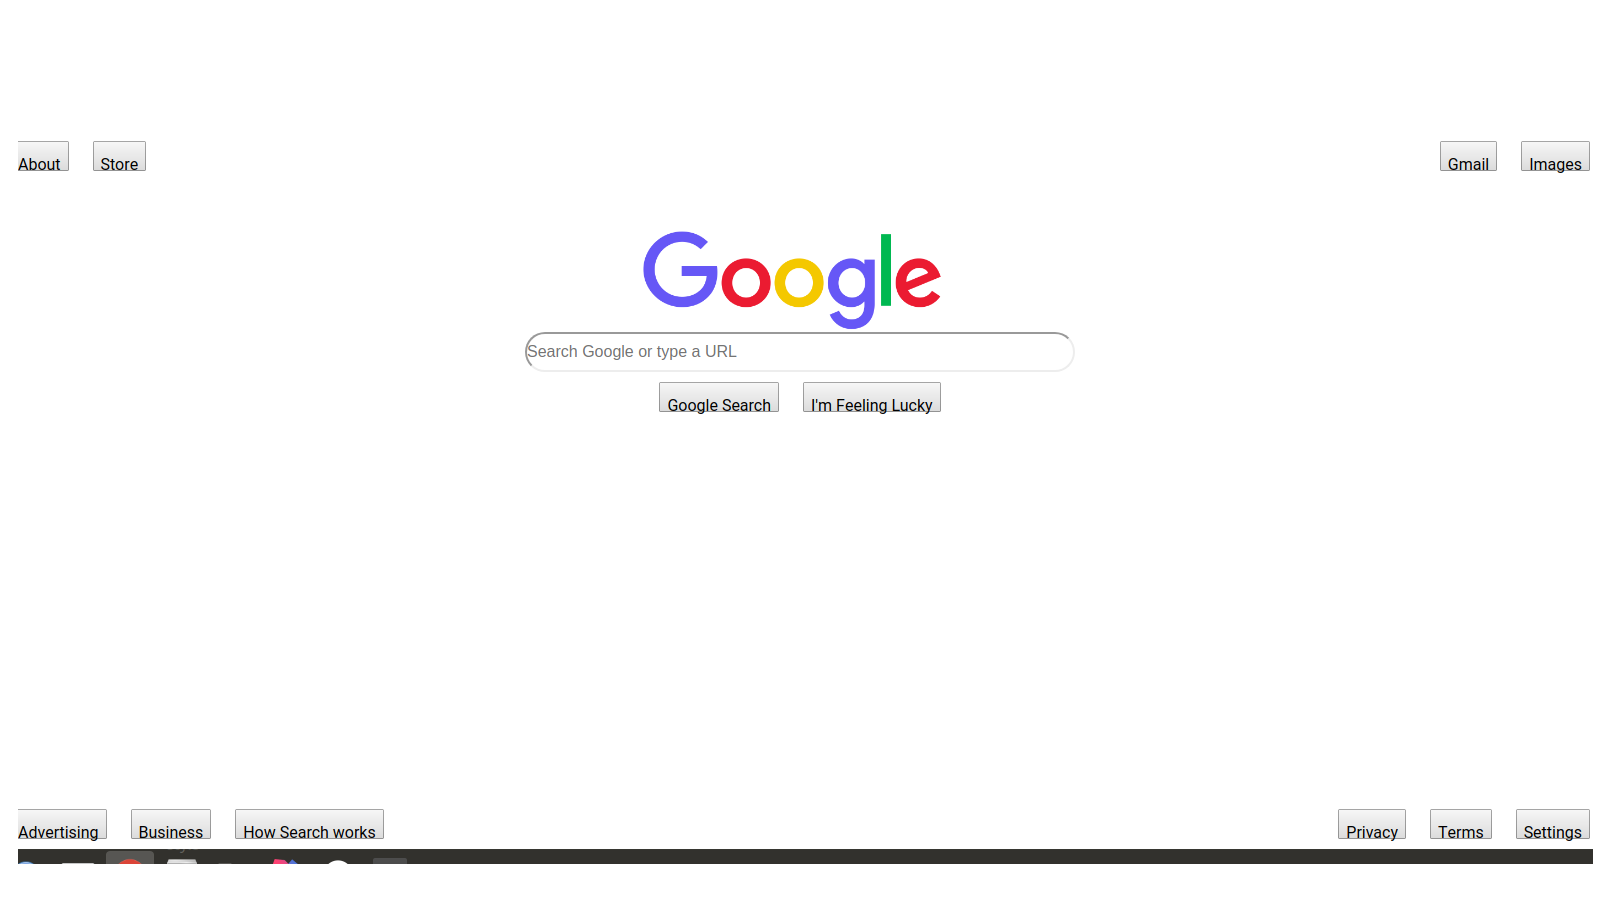 About Store Gmail Images
Google
Search Google or type a URL
Google Search I'm Feeling Lucky
Advertising Business How Search works Privacy Terms Settings